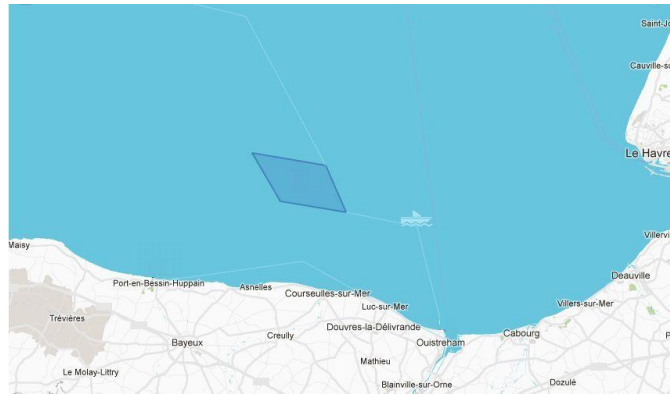 Saint-Jo
Cauville-su
Le Havre
Maisy
Villerv
Deauville
Port-en-Bessin-Huppain
Asnelles
Courseulles-sur-Mer
Luc-sur-Mer
Villers-sur-Mer
Trévières
Douvres-la-Délivrande
Bayeux
Creully
Ouistreham
Cabourg
P
Mathieu
Le Molay-Littry
Blainville-sur-Orne
Dozulé